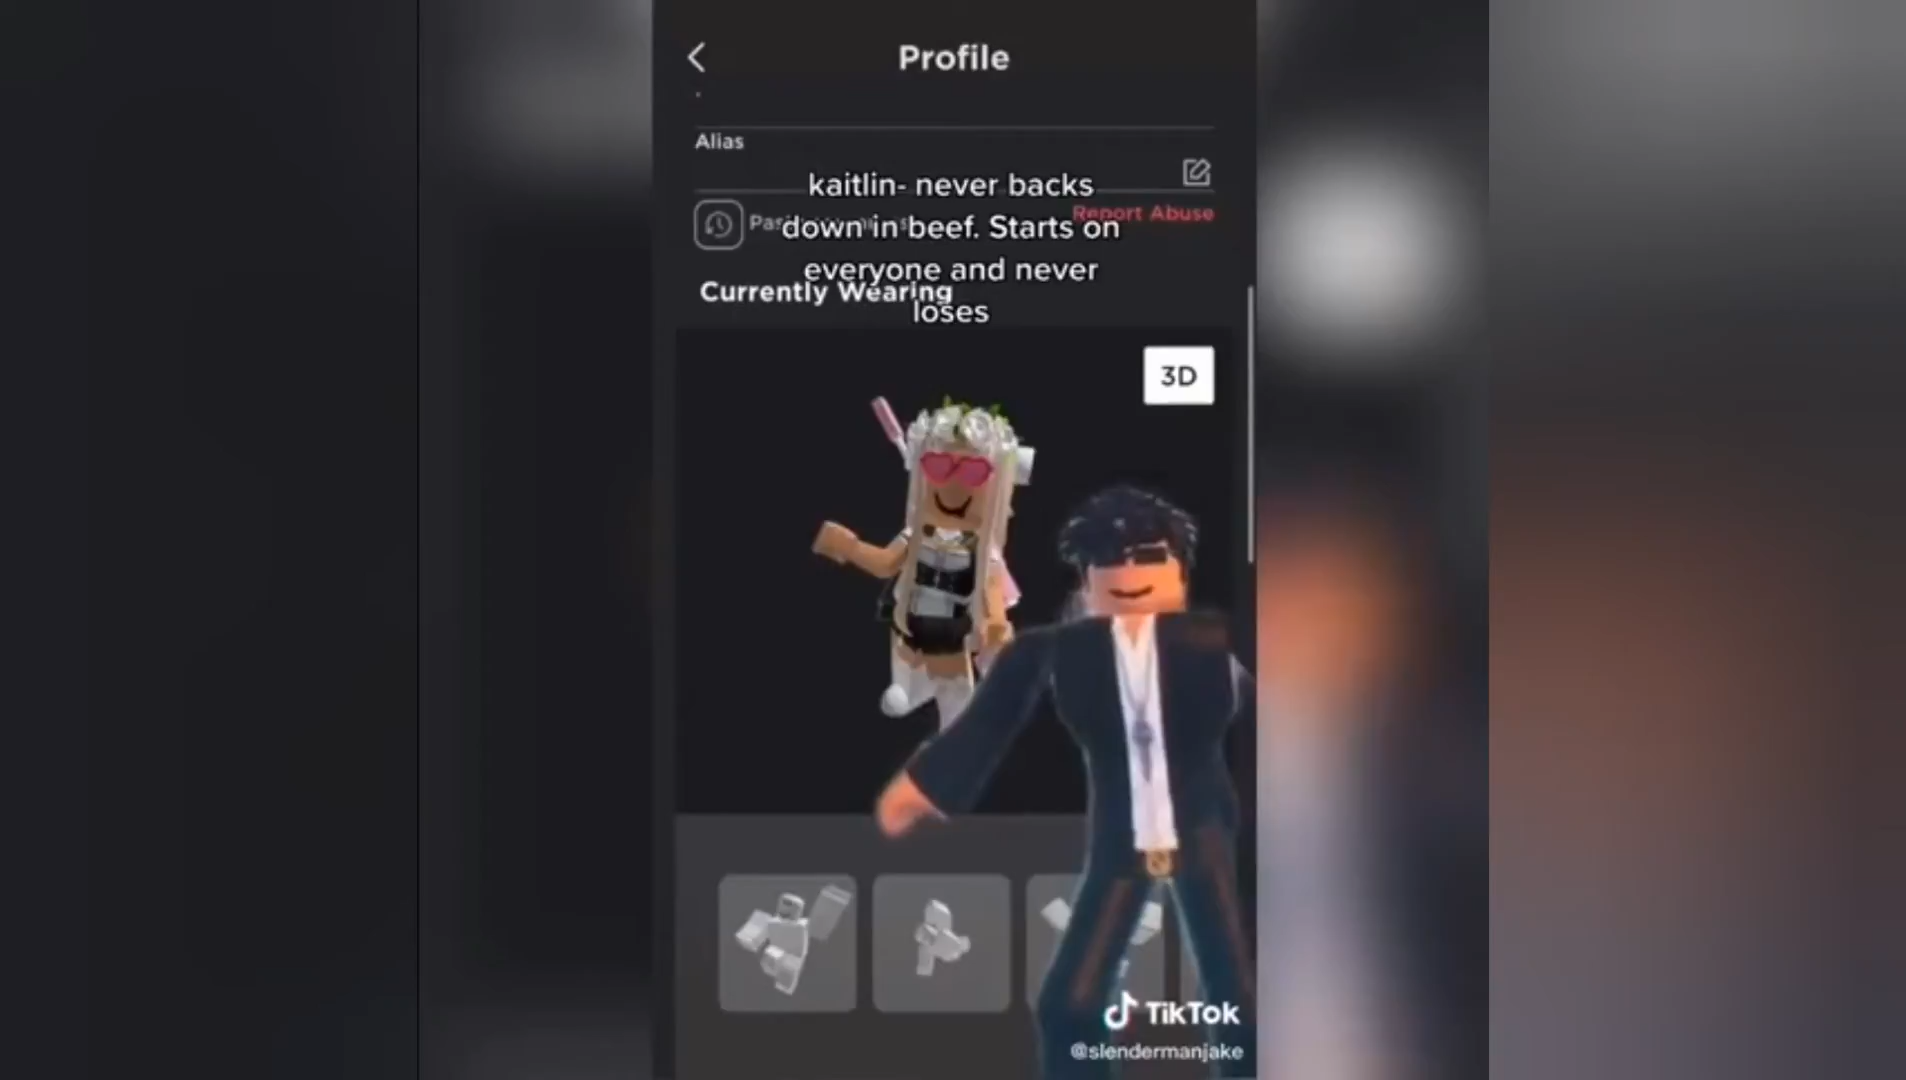 Profile
Alias
kaitlin- never backs
Report Abuse
down in beef. Starts on
everyone and never
Currently Wearing
loses
3D
TikTok
@slendermanjake